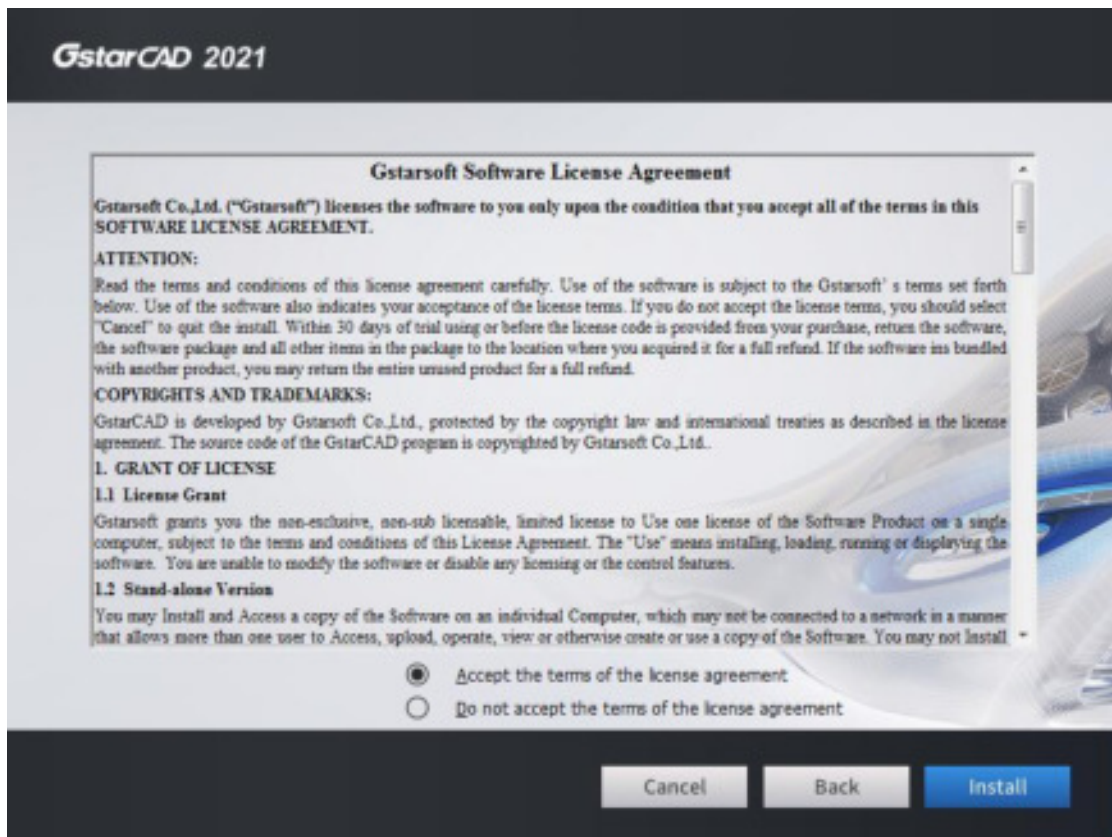 GstarCAD 2021
Gstarsoft Software License Agreement
Gstarsoft Co.,Ltd. (“Gstarsoft”) licenses the software to you only upon the condition that you accept all of the terms in this
SOFTWARE LICENSE AGREEMENT.
ATTENTION:
Read the terms and conditions of this license agreement carefully. Use of the software is subject to the Gstarsoft’ s terms set forth
below. Use of the software also indicates your acceptance of the license terms. If you do not accept the license terms, you should select
"Cancel" to quit the install. Within 30 days of trial using or before the license code is provided from your purchase, return the software,
the software package and all other items in the package to the location where you acquired it for a full refund. If the software ins bundled
with another product, you may return the entire unused product for a full refund.
COPYRIGHTS AND TRADEMARKS:
GstarCAD is developed by Gstarsoft Co.,Ltd., protected by the copyright law and international treaties as described in the license
agreement. The source code of the GstarCAD program is copyrighted by Gstarsoft Co.,Ltd..
1. GRANT OF LICENSE
1.1 License Grant
Gstarsoft grants you the non-exclusive, non-sub licensable, limited license to Use one license of the Software Product on a single
computer, subject to the terms and conditions of this License Agreement. The "Use" means installing, loading, running or displaying the
software. You are unable to modify the software or disable any licensing or the control features.
1.2 Stand-alone Version
You may Install and Access a copy of the Software on an individual Computer, which may not be connected to a network in a manner
that allows more than one user to Access, upload, operate, view or otherwise create or use a copy of the Software. You may not Install
Accept the terms of the license agreement
Do not accept the terms of the license agreement
Cancel Back Install